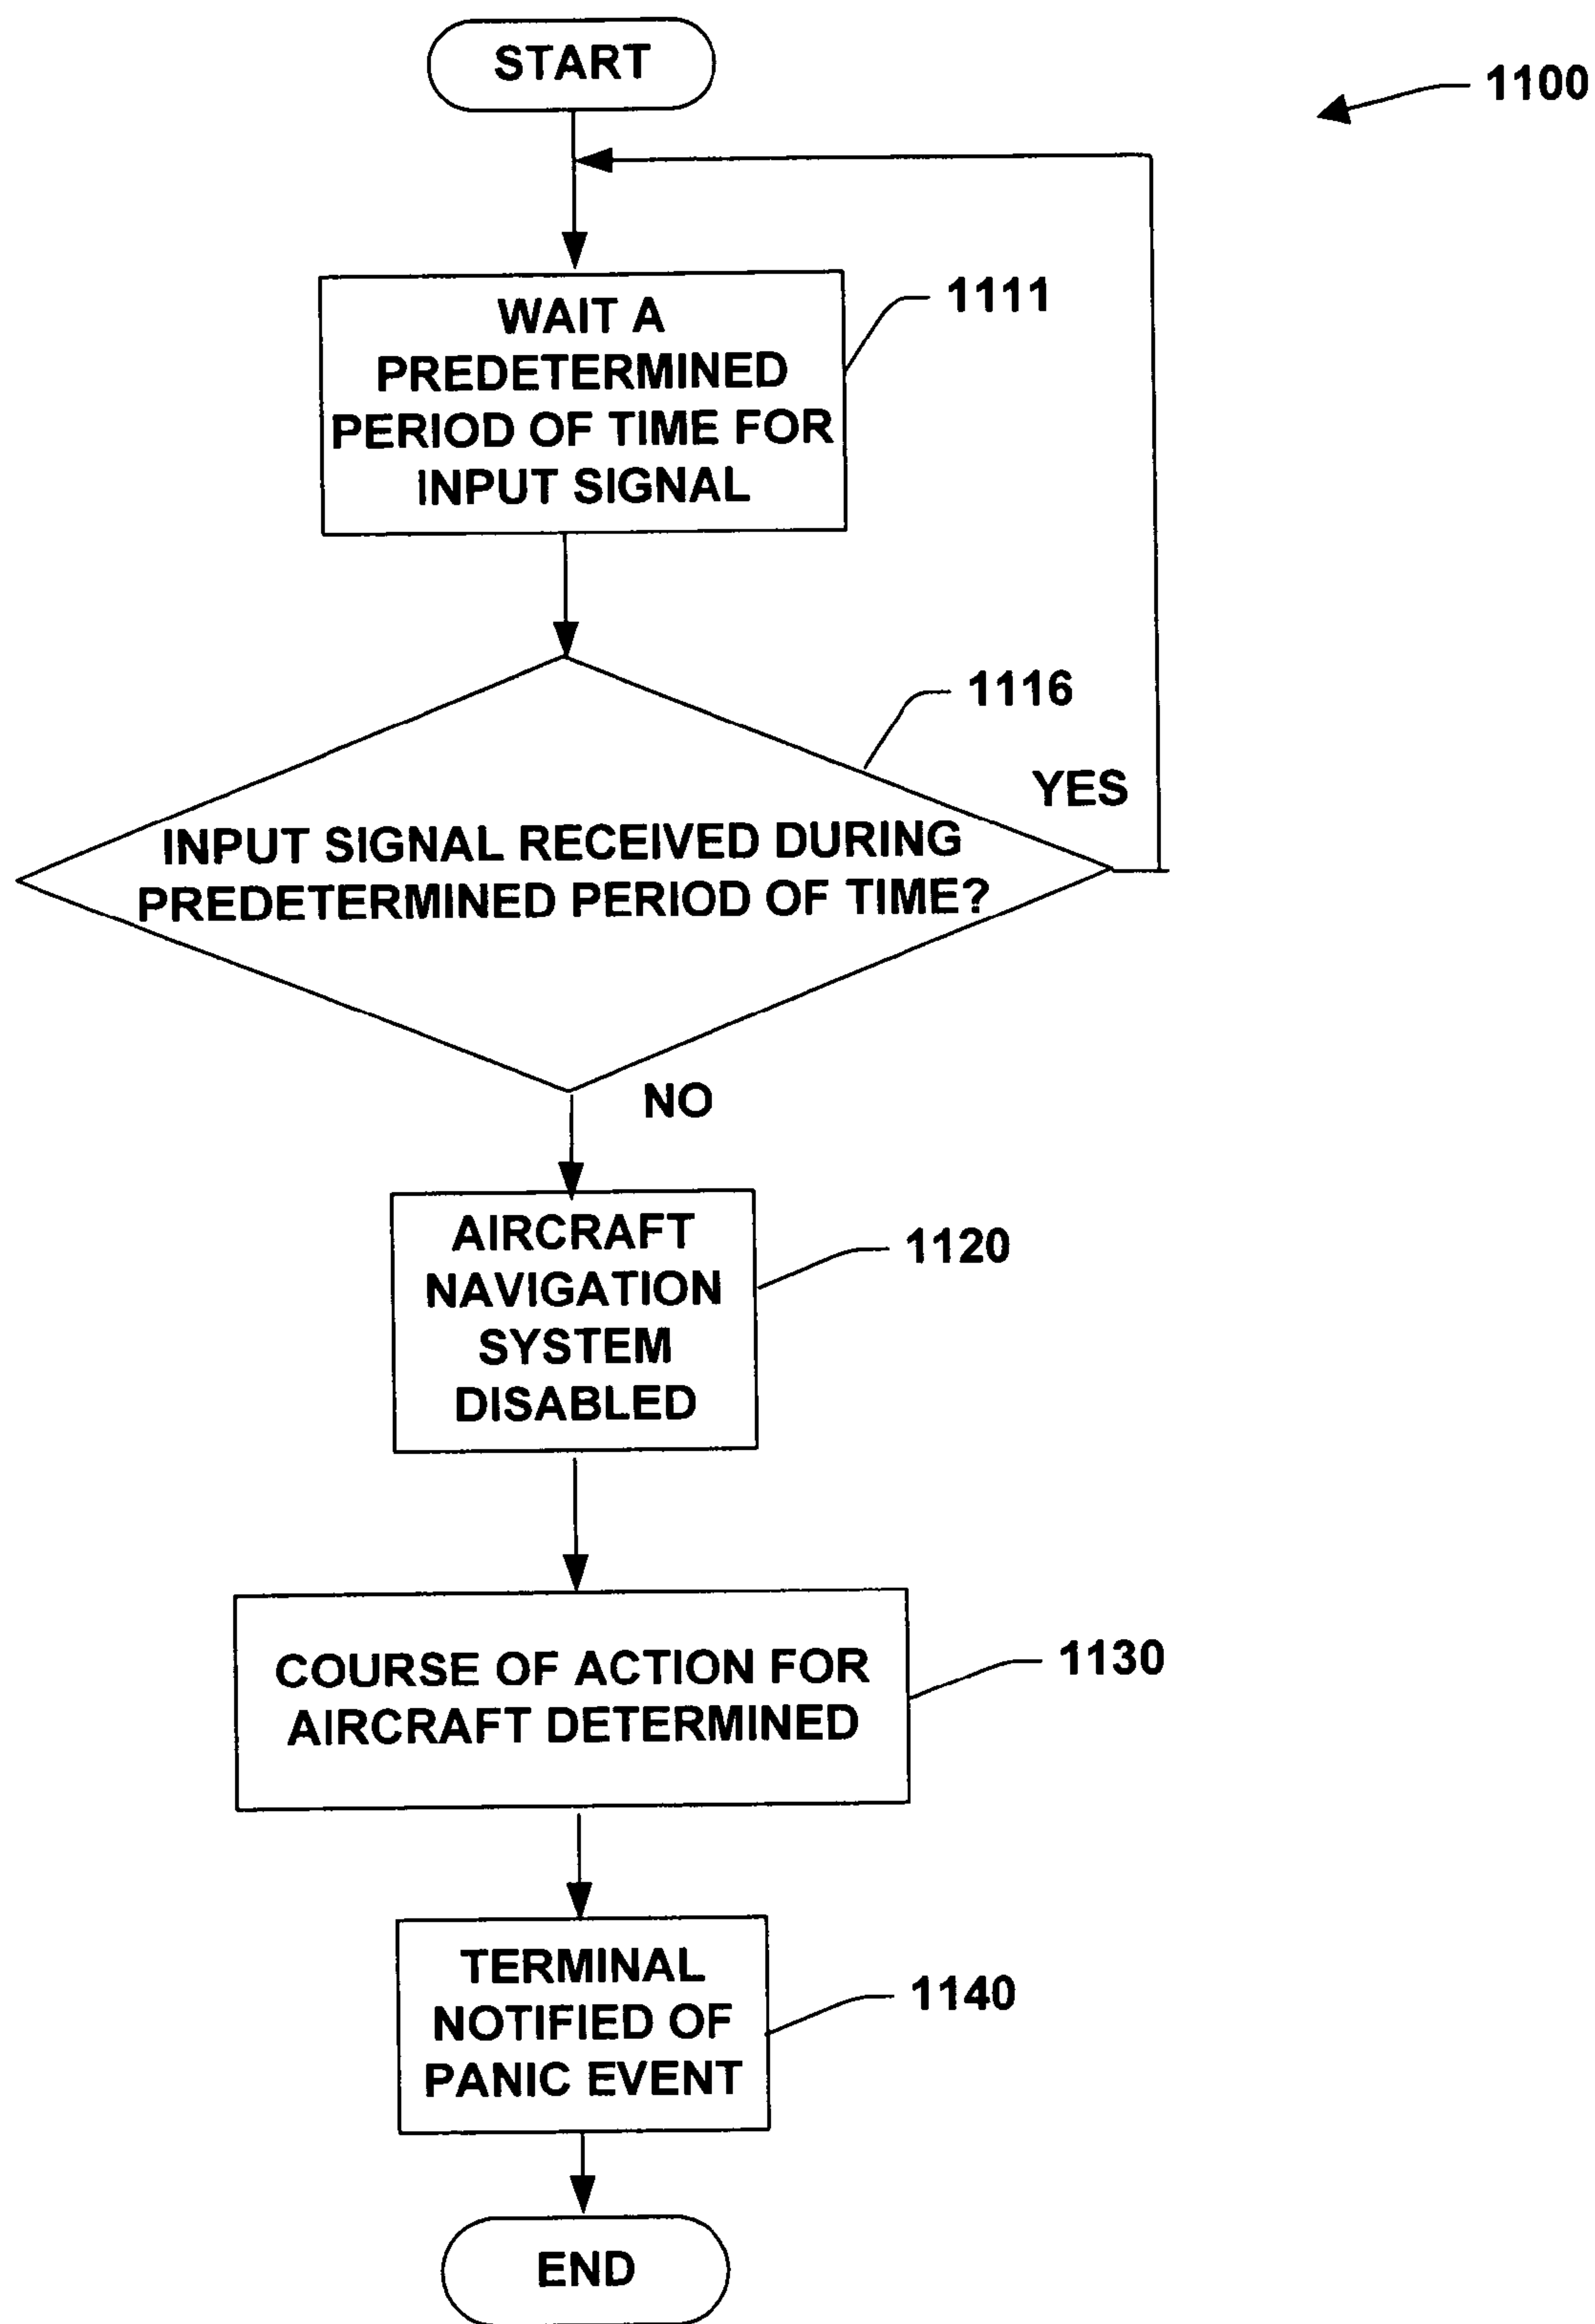 START
1100
WAIT A
PREDETERMINED
PERIOD OF TIME FOR
INPUT SIGNAL
1111
1116
YES
INPUT SIGNAL RECEIVED DURING
PREDETERMINED PERIOD OF TIME?
NO
AIRCRAFT
NAVIGATION
SYSTEM
DISABLED
1120
COURSE OF ACTION FOR
AIRCRAFT DETERMINED
1130
TERMINAL
NOTIFIED OF
PANIC EVENT
1140
END